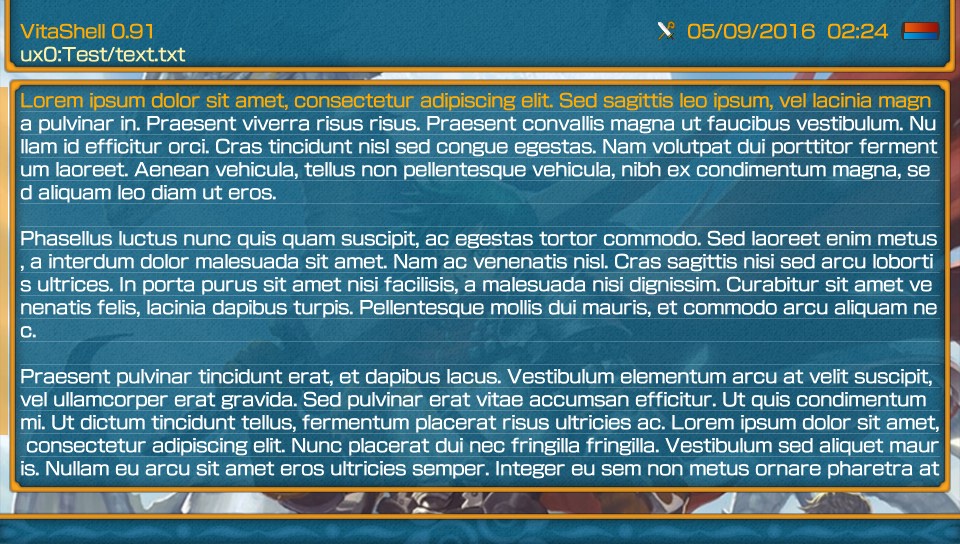 VitaShell 0.91
05/09/2016 02:24
ux0:Test/text.txt
Lorem ipsum dolor sit amet, consectetur adipiscing elit. Sed sagittis leo ipsum, vel lacinia magn
a pulvinar in. Praesent viverra risus risus. Praesent convallis magna ut faucibus vestibulum. Nu
llam id efficitur orci. Cras tincidunt nisl sed congue egestas. Nam volutpat dui porttitor ferment
um laoreet. Aenean vehicula, tellus non pellentesque vehicula, nibh ex condimentum magna, se
d aliquam leo diam ut eros.
Phasellus luctus nunc quis quam suscipit, ac egestas tortor commodo. Sed laoreet enim metus
, a interdum dolor malesuada sit amet. Nam ac venenatis nisl. Cras sagittis nisi sed arcu loborti
s ultrices. In porta purus sit amet nisi facilisis, a malesuada nisi dignissim. Curabitur sit amet ve
nenatis felis, lacinia dapibus turpis. Pellentesque mollis dui mauris, et commodo arcu aliquam ne
c.
Praesent pulvinar tincidunt erat, et dapibus lacus. Vestibulum elementum arcu at velit suscipit,
vel ullamcorper erat gravida. Sed pulvinar erat vitae accumsan efficitur. Ut quis condimentum
mi. Ut dictum tincidunt tellus, fermentum placerat risus ultricies ac. Lorem ipsum dolor sit amet,
consectetur adipiscing elit. Nunc placerat dui nec fringilla fringilla. Vestibulum sed aliquet maur
is. Nullam eu arcu sit amet eros ultricies semper. Integer eu sem non metus ornare pharetra at